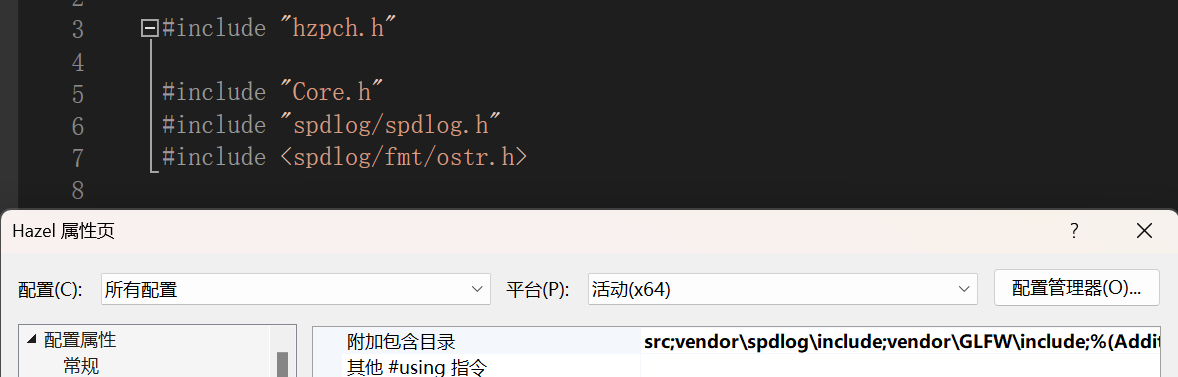 2
3 #include "hzpch.h"
4
5 #include "Core.h"
6 #include "spdlog/spdlog.h"
7 #include <spdlog/fmt/ostr.h>
8
Hazel 属性页 ?
配置(C): 所有配置 平台(P): 活动(x64) 配置管理器(O)...
配置属性
附加包含目录 src;vendor\spdlog\include;vendor\GLFW\include;%(Addit
常规
其他 #using 指令